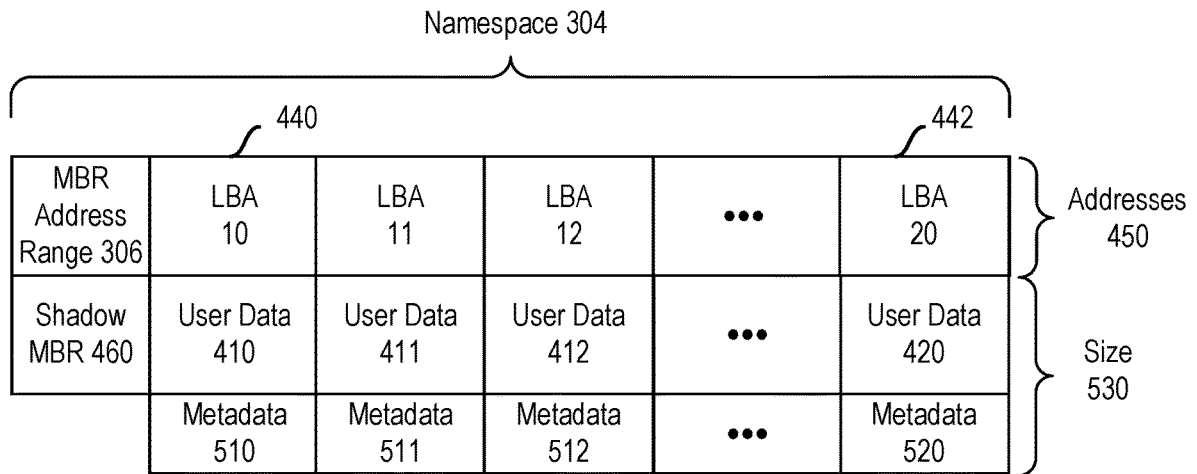 Namespace 304
440
442
MBR
Address
Range 306
LBA
10
LBA
11
LBA
12
•••
LBA
20
Addresses
450
Shadow
MBR 460
User Data
410
User Data
411
User Data
412
•••
User Data
420
Size
530
Metadata
510
Metadata
511
Metadata
512
•••
Metadata
520